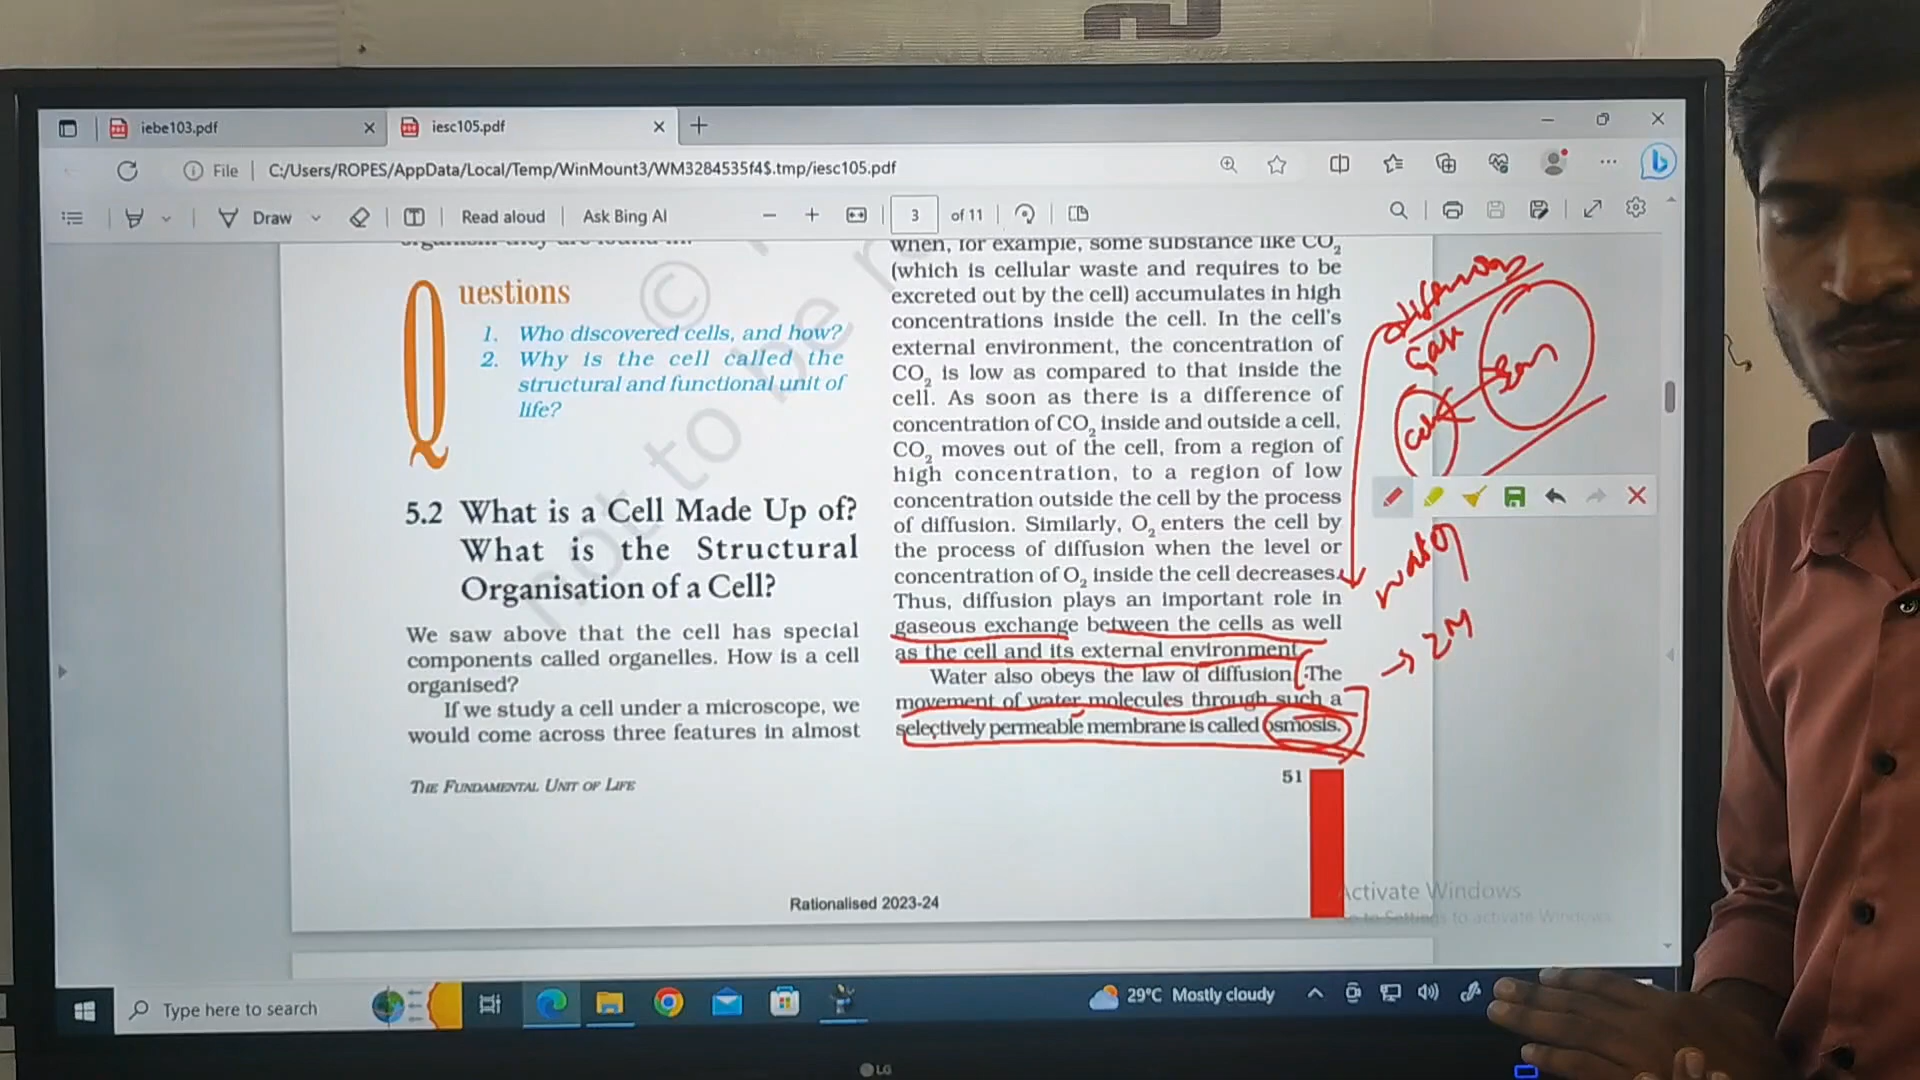 iebe103.pdf
iesc105.pdf
File
C:/Users/ROPES/AppData/Local/Temp/WinMount3/WM3284535f4$.tmp/iesc105.pdf
Draw
Read aloud
Ask Bing AI
3 of 11
Questions
1. Who discovered cells, and how?
2. Why is the cell called the
structural and functional unit of
life?
5.2 What is a Cell Made Up of?
What is the Structural
Organisation of a Cell?
We saw above that the cell has special
components called organelles. How is a cell
organised?
If we study a cell under a microscope, we
would come across three features in almost
THE FUNDAMENTAL UNIT OF LIFE
when, for example, some substance like CO₂
(which is cellular waste and requires to be
excreted out by the cell) accumulates in high
concentrations inside the cell. In the cell's
external environment, the concentration of
CO₂ is low as compared to that inside the
cell. As soon as there is a difference of
concentration of CO₂ inside and outside a cell,
CO₂ moves out of the cell, from a region of
high concentration, to a region of low
concentration outside the cell by the process
of diffusion. Similarly, O₂ enters the cell by
the process of diffusion when the level or
concentration of O₂ inside the cell decreases.
Thus, diffusion plays an important role in
gaseous exchange between the cells as well
as the cell and its external environment.
Water also obeys the law of diffusion. The
movement of water molecules through such a
selectively permeable membrane is called osmosis.
51
Rationalised 2023-24
© 
not to be r
water
→ 2M
Activate Windows
Go to Settings to activate Windows.
Type here to search
29°C Mostly cloudy
LG